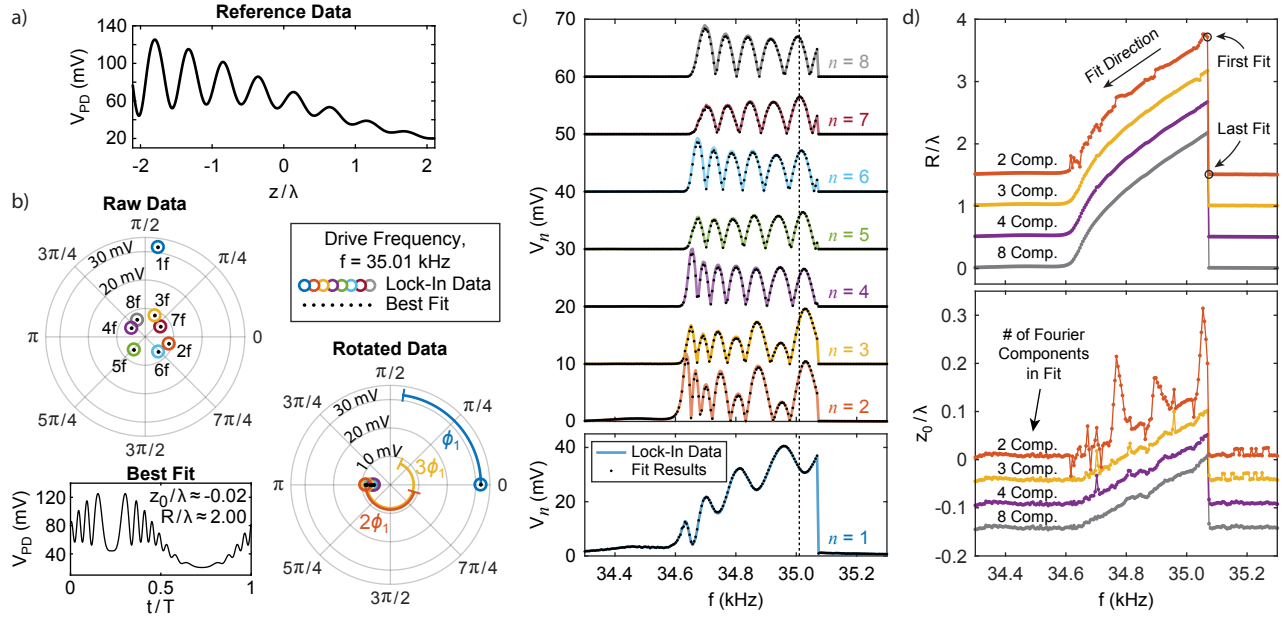 a)
Reference Data
V_PD (mV)
140
100
60
20
-2
-1
0
1
2
z/λ
b)
Raw Data
π/2
3π/4
π/4
30 mV
20 mV
1f
8f
3f
4f
7f
5f
6f
2f
π
0
5π/4
7π/4
3π/2
Drive Frequency,
f = 35.01 kHz
Lock-In Data
Best Fit
Rotated Data
π/2
3π/4
π/4
30 mV
20 mV
10 mV
ϕ₁
3ϕ₁
2ϕ₁
π
0
5π/4
7π/4
3π/2
Best Fit
V_PD (mV)
120
80
40
z₀/λ ≈ -0.02
R/λ ≈ 2.00
0
0.5
1
t/T
c)
V_n (mV)
70
60
50
40
30
20
10
0
n = 8
n = 7
n = 6
n = 5
n = 4
n = 3
n = 2
V_n (mV)
40
20
0
Lock-In Data
Fit Results
n = 1
34.4
34.6
34.8
35.0
35.2
f (kHz)
d)
R/λ
4
3
2
1
0
Fit Direction
First Fit
Last Fit
2 Comp.
3 Comp.
4 Comp.
8 Comp.
z₀/λ
0.3
0.2
0.1
0
-0.1
-0.2
# of Fourier
Components
in Fit
2 Comp.
3 Comp.
4 Comp.
8 Comp.
34.4
34.6
34.8
35.0
35.2
f (kHz)